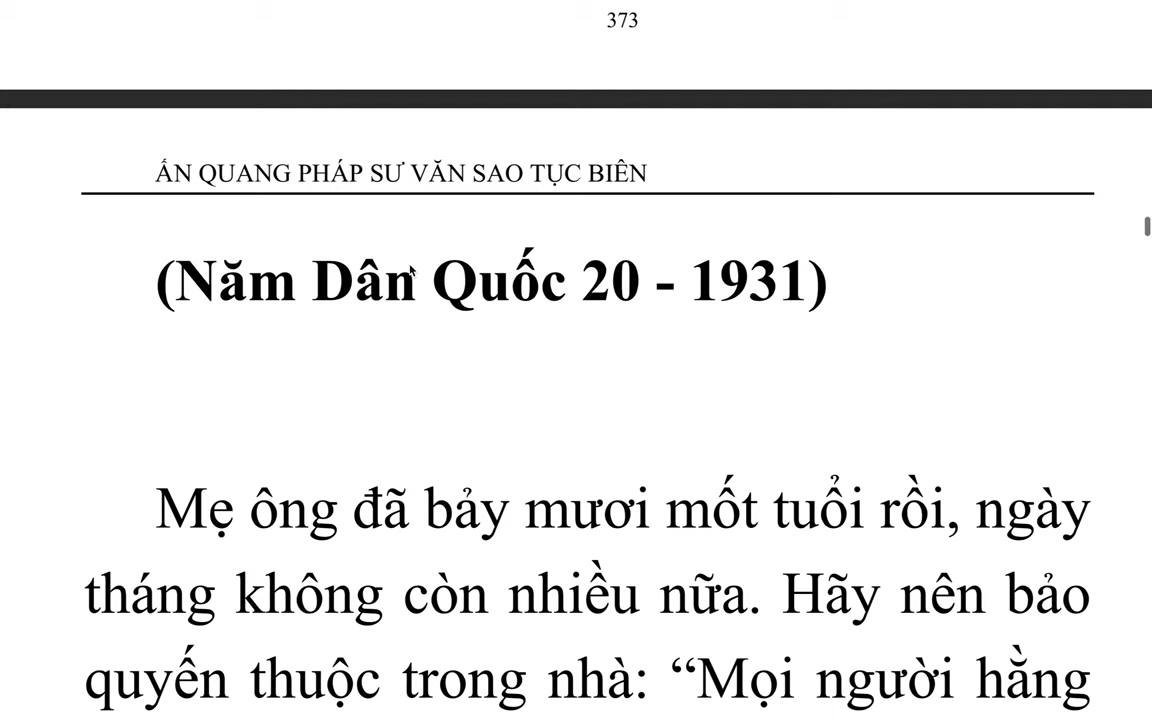 373
ẤN QUANG PHÁP SƯ VĂN SAO TỤC BIÊN
(Năm Dân Quốc 20 - 1931)
Mẹ ông đã bảy mươi mốt tuổi rồi, ngày
tháng không còn nhiều nữa. Hãy nên bảo
quyến thuộc trong nhà: “Mọi người hằng